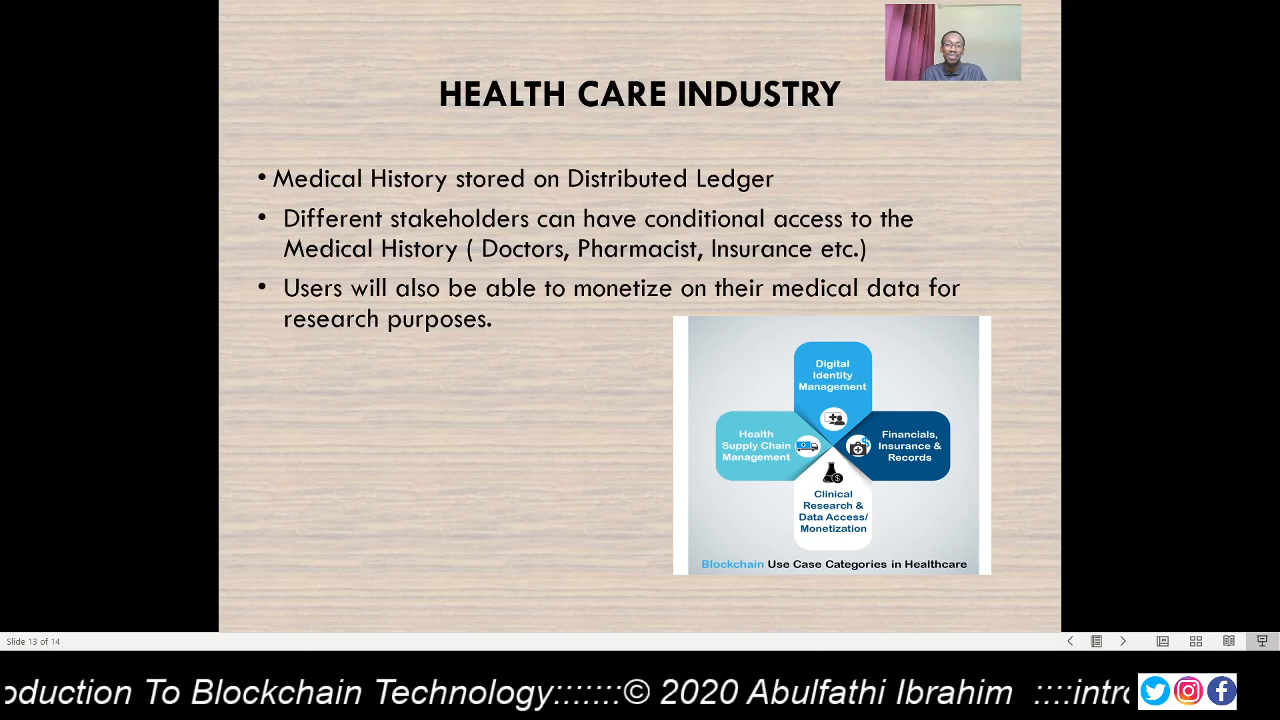 HEALTH CARE INDUSTRY
• Medical History stored on Distributed Ledger
• Different stakeholders can have conditional access to the
Medical History ( Doctors, Pharmacist, Insurance etc.)
• Users will also be able to monetize on their medical data for
research purposes.
Digital
Identity
Management
Health
Supply Chain
Management
Financials,
Insurance &
Records
Clinical
Research &
Data Access/
Monetization
Blockchain Use Case Categories in Healthcare
Slide 13 of 14
oduction To Blockchain Technology:::::::© 2020 Abulfathi Ibrahim ::::intro